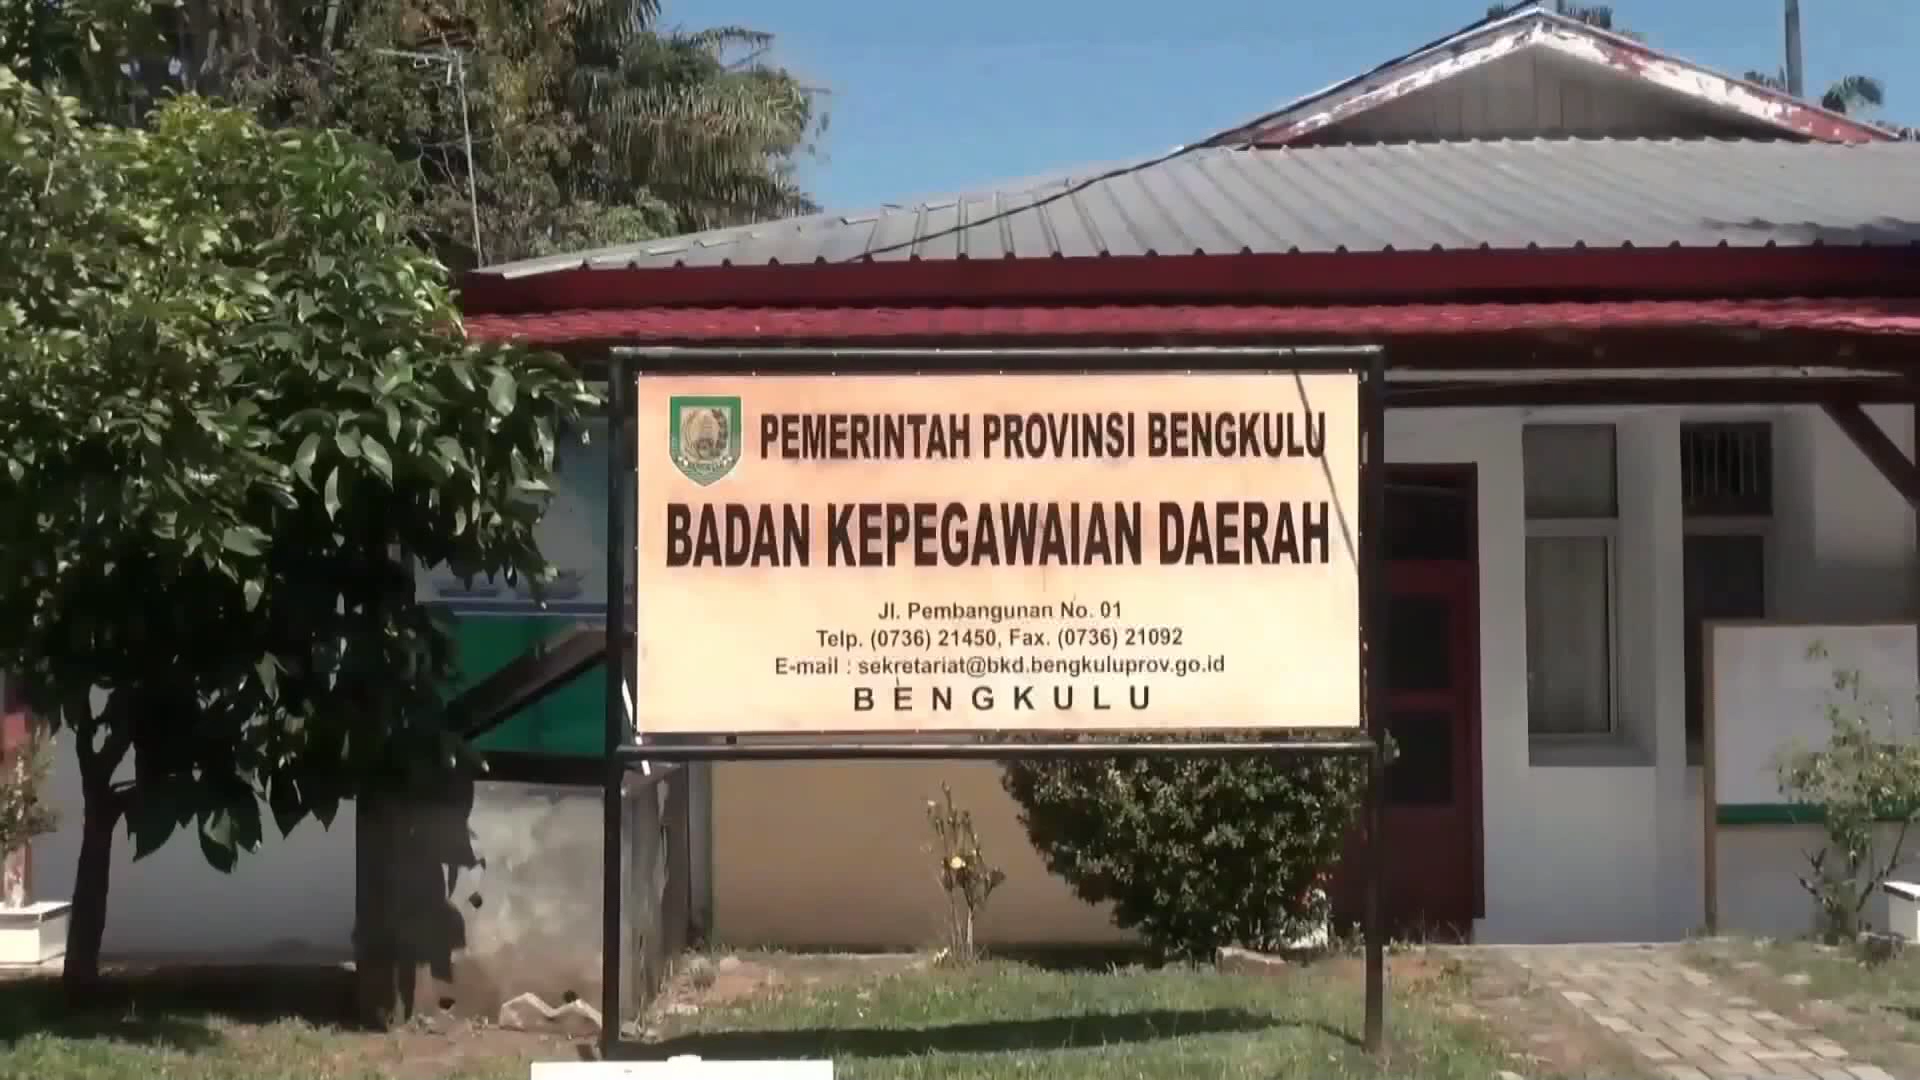 PEMERINTAH PROVINSI BENGKULU
BADAN KEPEGAWAIAN DAERAH
Jl. Pembangunan No. 01
Telp. (0736) 21450, Fax. (0736) 21092
E-mail : sekretariat@bkd.bengkuluprov.go.id
BENGKULU